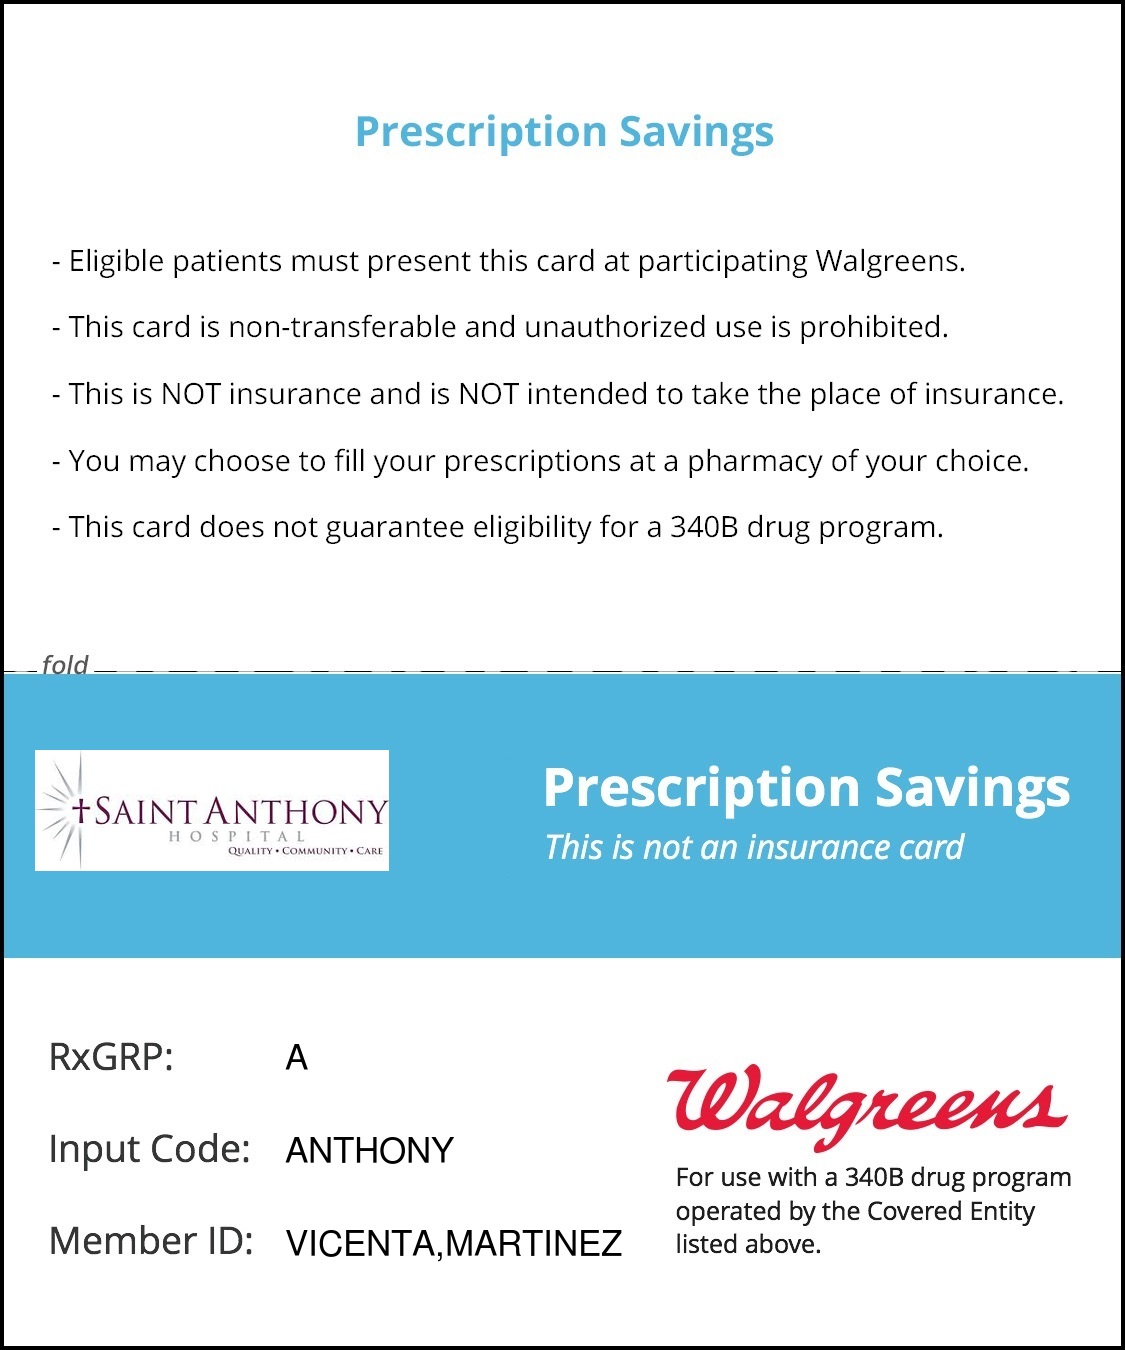 Prescription Savings
- Eligible patients must present this card at participating Walgreens.
- This card is non-transferable and unauthorized use is prohibited.
- This is NOT insurance and is NOT intended to take the place of insurance.
- You may choose to fill your prescriptions at a pharmacy of your choice.
- This card does not guarantee eligibility for a 340B drug program.
fold
SAINT ANTHONY
HOSPITAL
QUALITY • COMMUNITY • CARE
Prescription Savings
This is not an insurance card
RxGRP: A
Input Code: ANTHONY
Member ID: VICENTA,MARTINEZ
Walgreens
For use with a 340B drug program
operated by the Covered Entity
listed above.